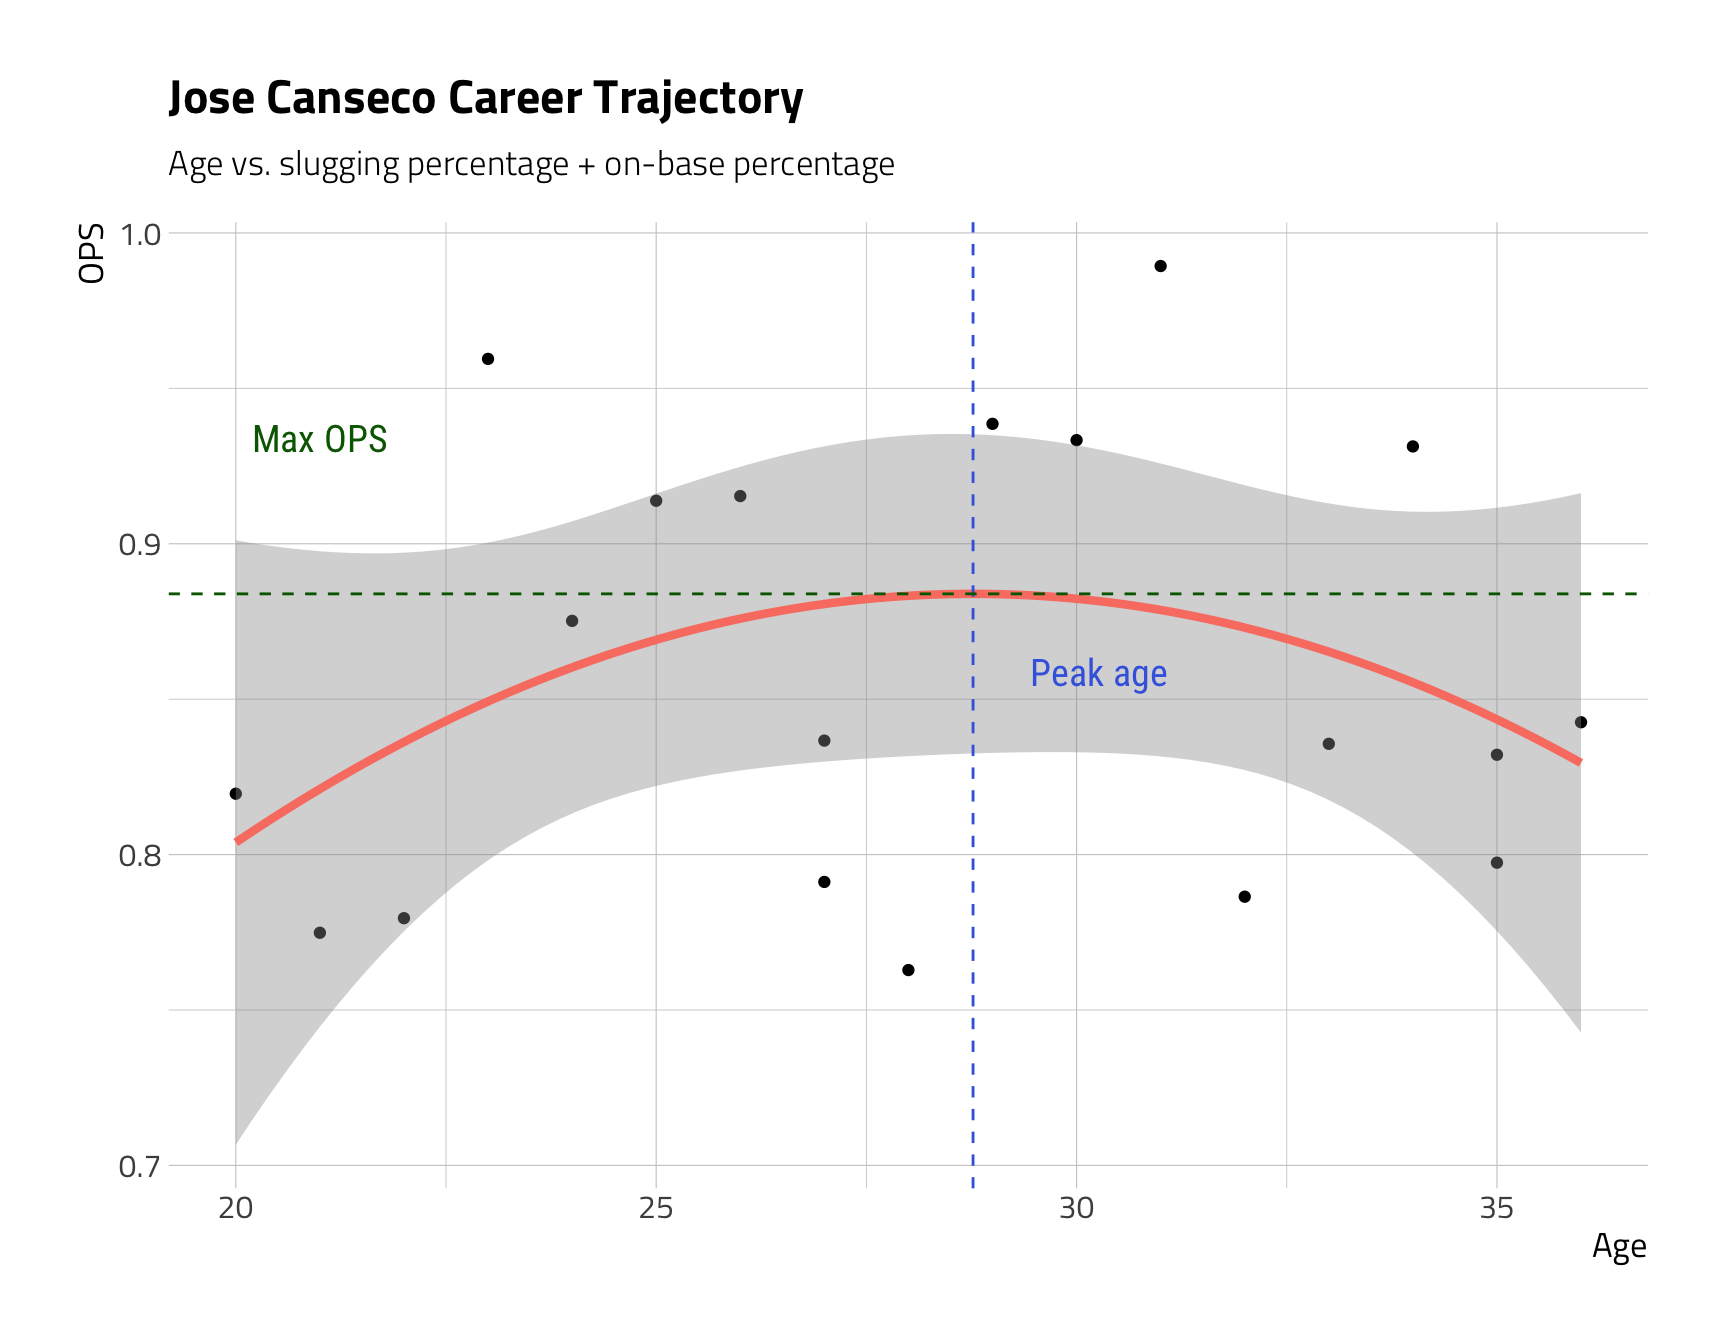 Jose Canseco Career Trajectory
Age vs. slugging percentage + on-base percentage
OPS
1.0
Max OPS
0.9
Peak age
0.8
0.7
20 25 30 35
Age